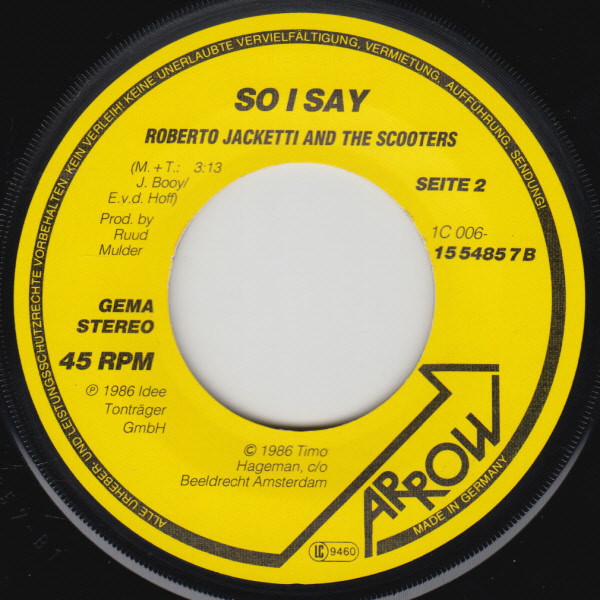 ALLE URHEBER- UND LEISTUNGSSCHUTZRECHTE VORBEHALTEN. KEIN VERLEIH! KEINE UNERLAUBTE VERVIELFÄLTIGUNG, VERMIETUNG, AUFFÜHRUNG, SENDUNG!
SO I SAY
ROBERTO JACKETTI AND THE SCOOTERS
(M. + T.: 3:13
J. Booy/
E.v.d. Hoff)
SEITE 2
Prod. by
Ruud
Mulder
1C 006-
15 5485 7 B
GEMA
STEREO
45 RPM
℗ 1986 Idee
Tonträger
GmbH
© 1986 Timo
Hageman, c/o
Beeldrecht Amsterdam
ARROW
MADE IN GERMANY
LC 9460